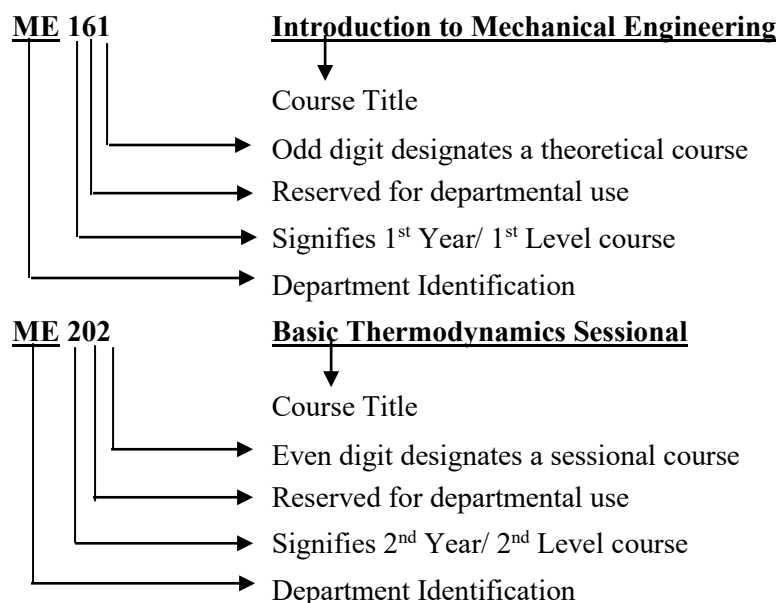 ME 161 Introduction to Mechanical Engineering
Course Title
Odd digit designates a theoretical course
Reserved for departmental use
Signifies 1st Year/ 1st Level course
Department Identification
ME 202 Basic Thermodynamics Sessional
Course Title
Even digit designates a sessional course
Reserved for departmental use
Signifies 2nd Year/ 2nd Level course
Department Identification